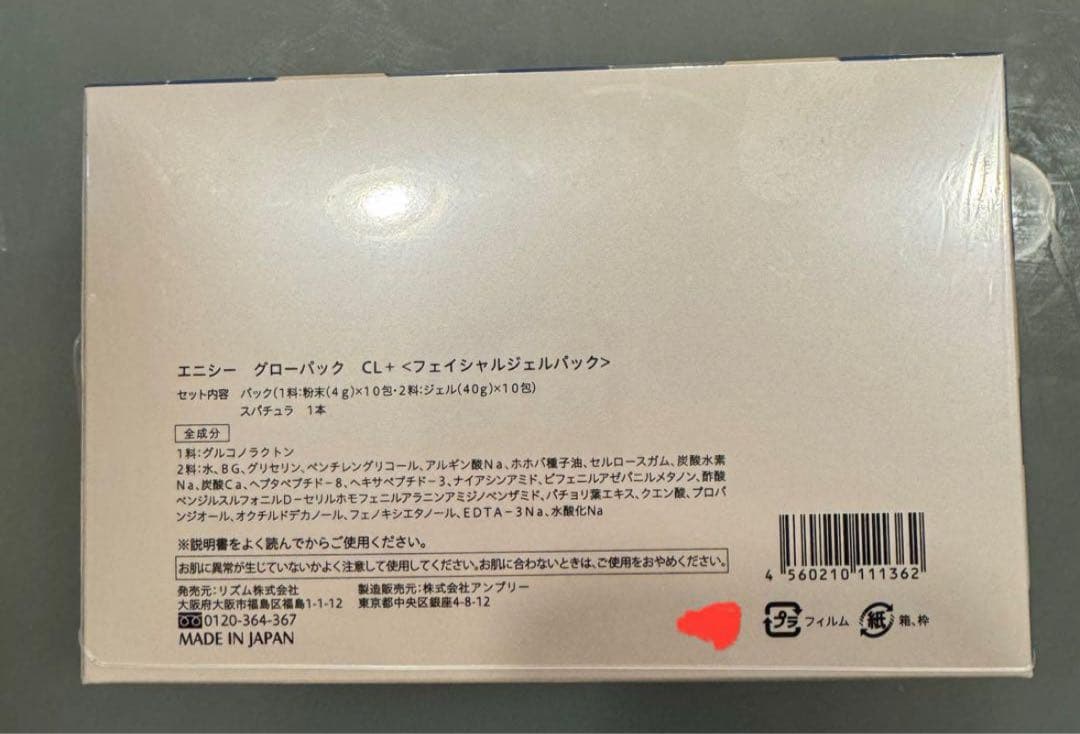 エニシー　グローパック　CL+ <フェイシャルジェルパック>
セット内容　パック(1料:粉末(4g)×10包・2料:ジェル(40g)×10包)
スパチュラ　1本
全成分
1料:グルコノラクトン
2料:水、BG、グリセリン、ペンチレングリコール、アルギン酸Na、ホホバ種子油、セルロースガム、炭酸水素
Na、炭酸Ca、ヘプタペプチド-8、ヘキサペプチド-3、ナイアシンアミド、ビフェニルアゼパニルメタノン、酢酸
ベンジルスルフォニルD-セリルホモフェニルアラニンアミジノベンザミド、パチョリ葉エキス、クエン酸、プロパ
ンジオール、オクチルドデカノール、フェノキシエタノール、EDTA-3Na、水酸化Na
※説明書をよく読んでからご使用ください。
お肌に異常が生じていないかよく注意して使用してください。お肌に合わないときは、ご使用をおやめください。
発売元:リズム株式会社
大阪府大阪市福島区福島1-1-12
0120-364-367
MADE IN JAPAN
製造販売元:株式会社アンブリー
東京都中央区銀座4-8-12
4 560210 111362
プラ フィルム
紙 箱、枠